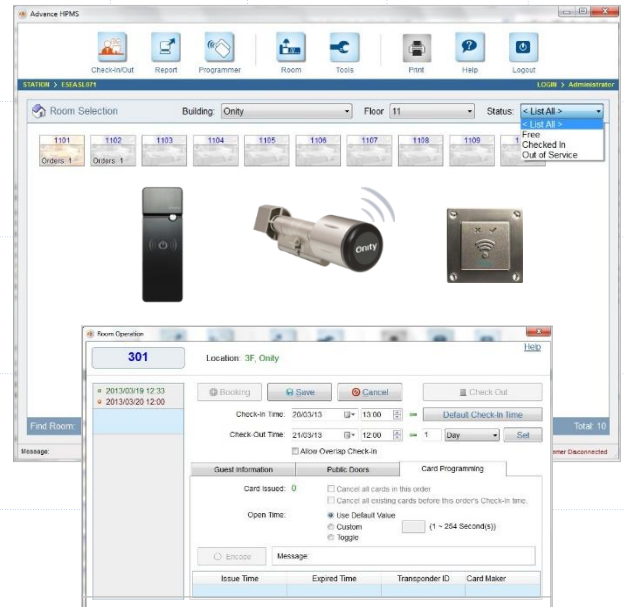 Advance HPMS
Check-In/Out Report Programmer Room Tools Print Help Logout
STATION > ESEASL071 LOGIN > Administrator
Room Selection Building: Onity Floor 11 Status: < List All >
< List All >
Free
Checked In
Out of Service
1101 1102 1103 1104 1105 1106 1107 1108 1109
Orders 1 Orders 1
Onity
Room Operation
Help
301 Location: 3F, Onity
2013/03/19 12:33
2013/03/20 12:00
Booking Save Cancel Check Out
Check-in Time: 20/03/13 13:00 Default Check-In Time
Check-Out Time: 21/03/13 12:00 1 Day Set
Allow Overlap Check-In
Guest Information Public Doors Card Programming
Card Issued: 0 Cancel all cards in this order
Cancel all existing cards before this order's Check-In time.
Open Time: Use Default Value
Custom (1 ~ 254 Second(s))
Toggle
Encode Message:
Issue Time Expired Time Transponder ID Card Maker
Find Room: Total: 10
Message: Disconnected